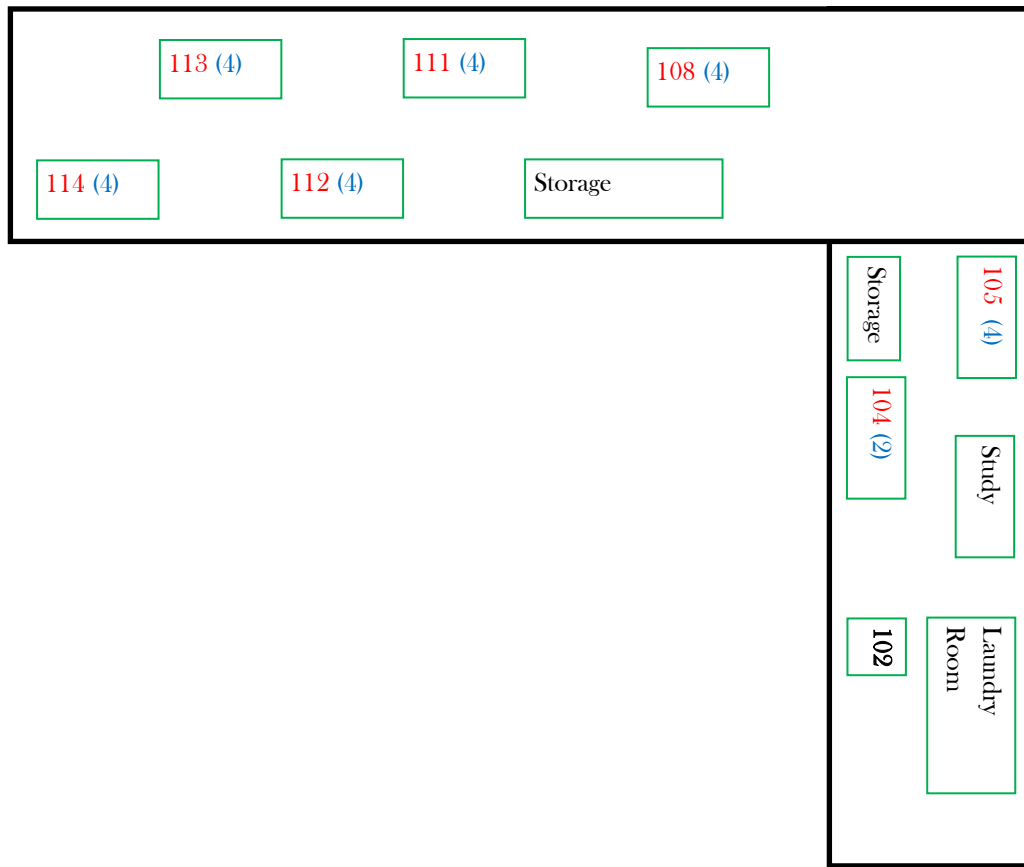 113 (4)
111 (4)
108 (4)
114 (4)
112 (4)
Storage
Storage
105 (4)
104 (2)
Study
102
Laundry
Room